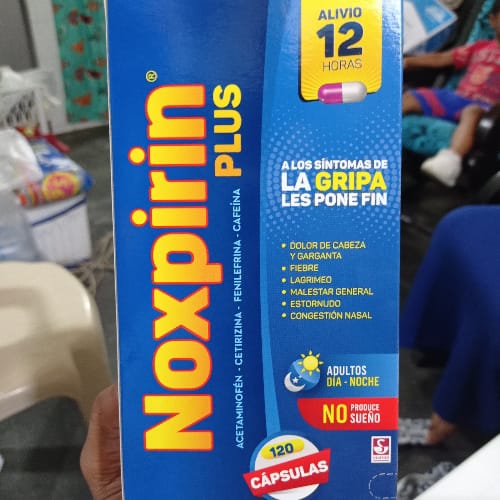 ALIVIO
12
HORAS
Noxpirin®
PLUS
ACETAMINOFÉN - CETIRIZINA - FENILEFRINA - CAFEÍNA
A LOS SÍNTOMAS DE
LA GRIPA
LES PONE FIN
• DOLOR DE CABEZA
Y GARGANTA
• FIEBRE
• LAGRIMEO
• MALESTAR GENERAL
• ESTORNUDO
• CONGESTIÓN NASAL
ADULTOS
DÍA - NOCHE
NO PRODUCE
SUEÑO
120
CÁPSULAS